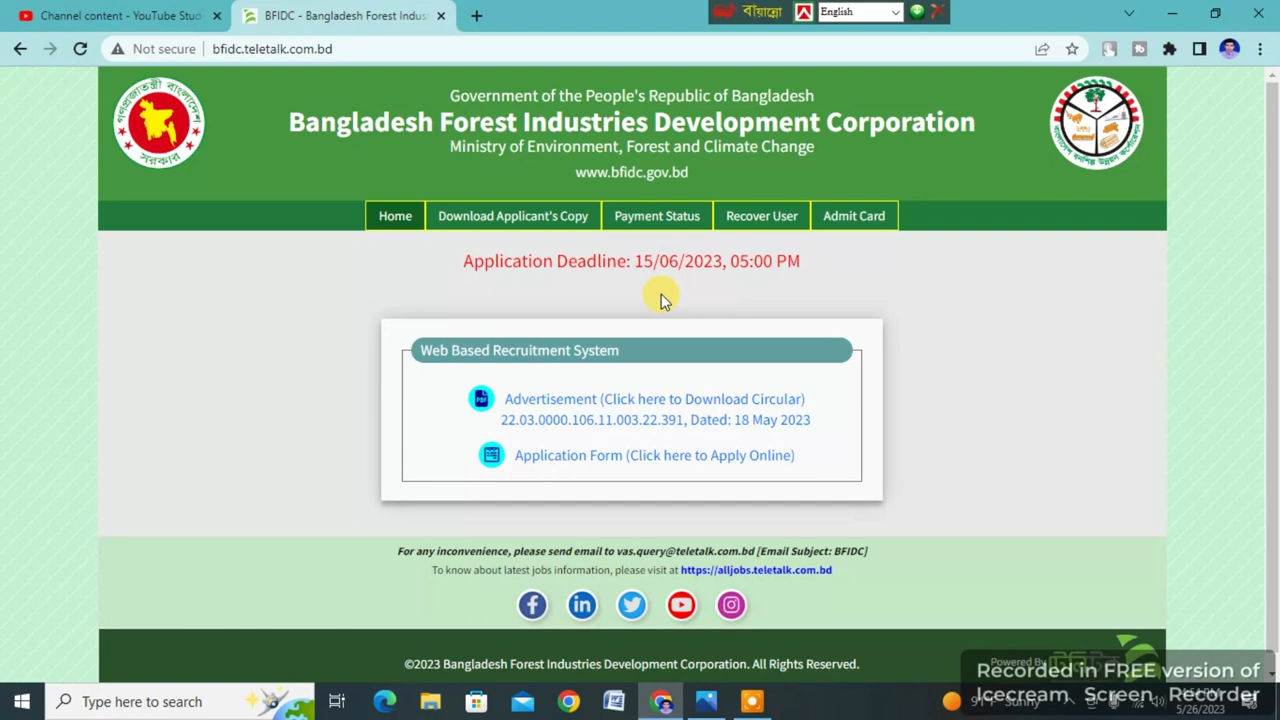 Channel content - YouTube Stud
BFIDC - Bangladesh Forest Indus
বায়ান্নো
English
Not secure
bfidc.teletalk.com.bd
Government of the People's Republic of Bangladesh
Bangladesh Forest Industries Development Corporation
Ministry of Environment, Forest and Climate Change
www.bfidc.gov.bd
Home
Download Applicant's Copy
Payment Status
Recover User
Admit Card
Application Deadline: 15/06/2023, 05:00 PM
Web Based Recruitment System
Advertisement (Click here to Download Circular)
22.03.0000.106.11.003.22.391, Dated: 18 May 2023
Application Form (Click here to Apply Online)
For any inconvenience, please send email to vas.query@teletalk.com.bd [Email Subject: BFIDC]
To know about latest jobs information, please visit at https://alljobs.teletalk.com.bd
©2023 Bangladesh Forest Industries Development Corporation. All Rights Reserved.
Powered By
Recorded in FREE version of
Icecream Screen Recorder
Type here to search
91°F Sunny
5/26/2023